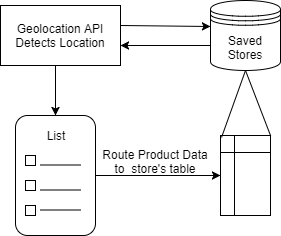 Geolocation API
Detects Location
Saved
Stores
List
Route Product Data
to store's table